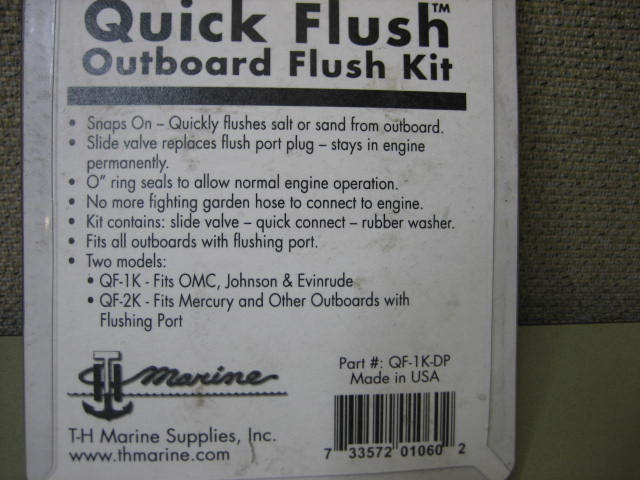 Quick Flush™
Outboard Flush Kit
• Snaps On – Quickly flushes salt or sand from outboard.
• Slide valve replaces flush port plug – stays in engine
permanently.
• O" ring seals to allow normal engine operation.
• No more fighting garden hose to connect to engine.
• Kit contains: slide valve – quick connect – rubber washer.
• Fits all outboards with flushing port.
• Two models:
• QF-1K - Fits OMC, Johnson & Evinrude
• QF-2K - Fits Mercury and Other Outboards with
Flushing Port
TH Marine
T-H Marine Supplies, Inc.
www.thmarine.com
Part #: QF-1K-DP
Made in USA
7 33572 01060 2